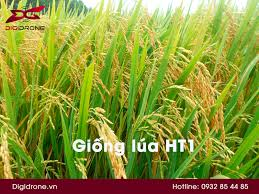 DIGIDRONE
Giống lúa HT1
Digidrone.vn
Hotline: 0932 85 44 85